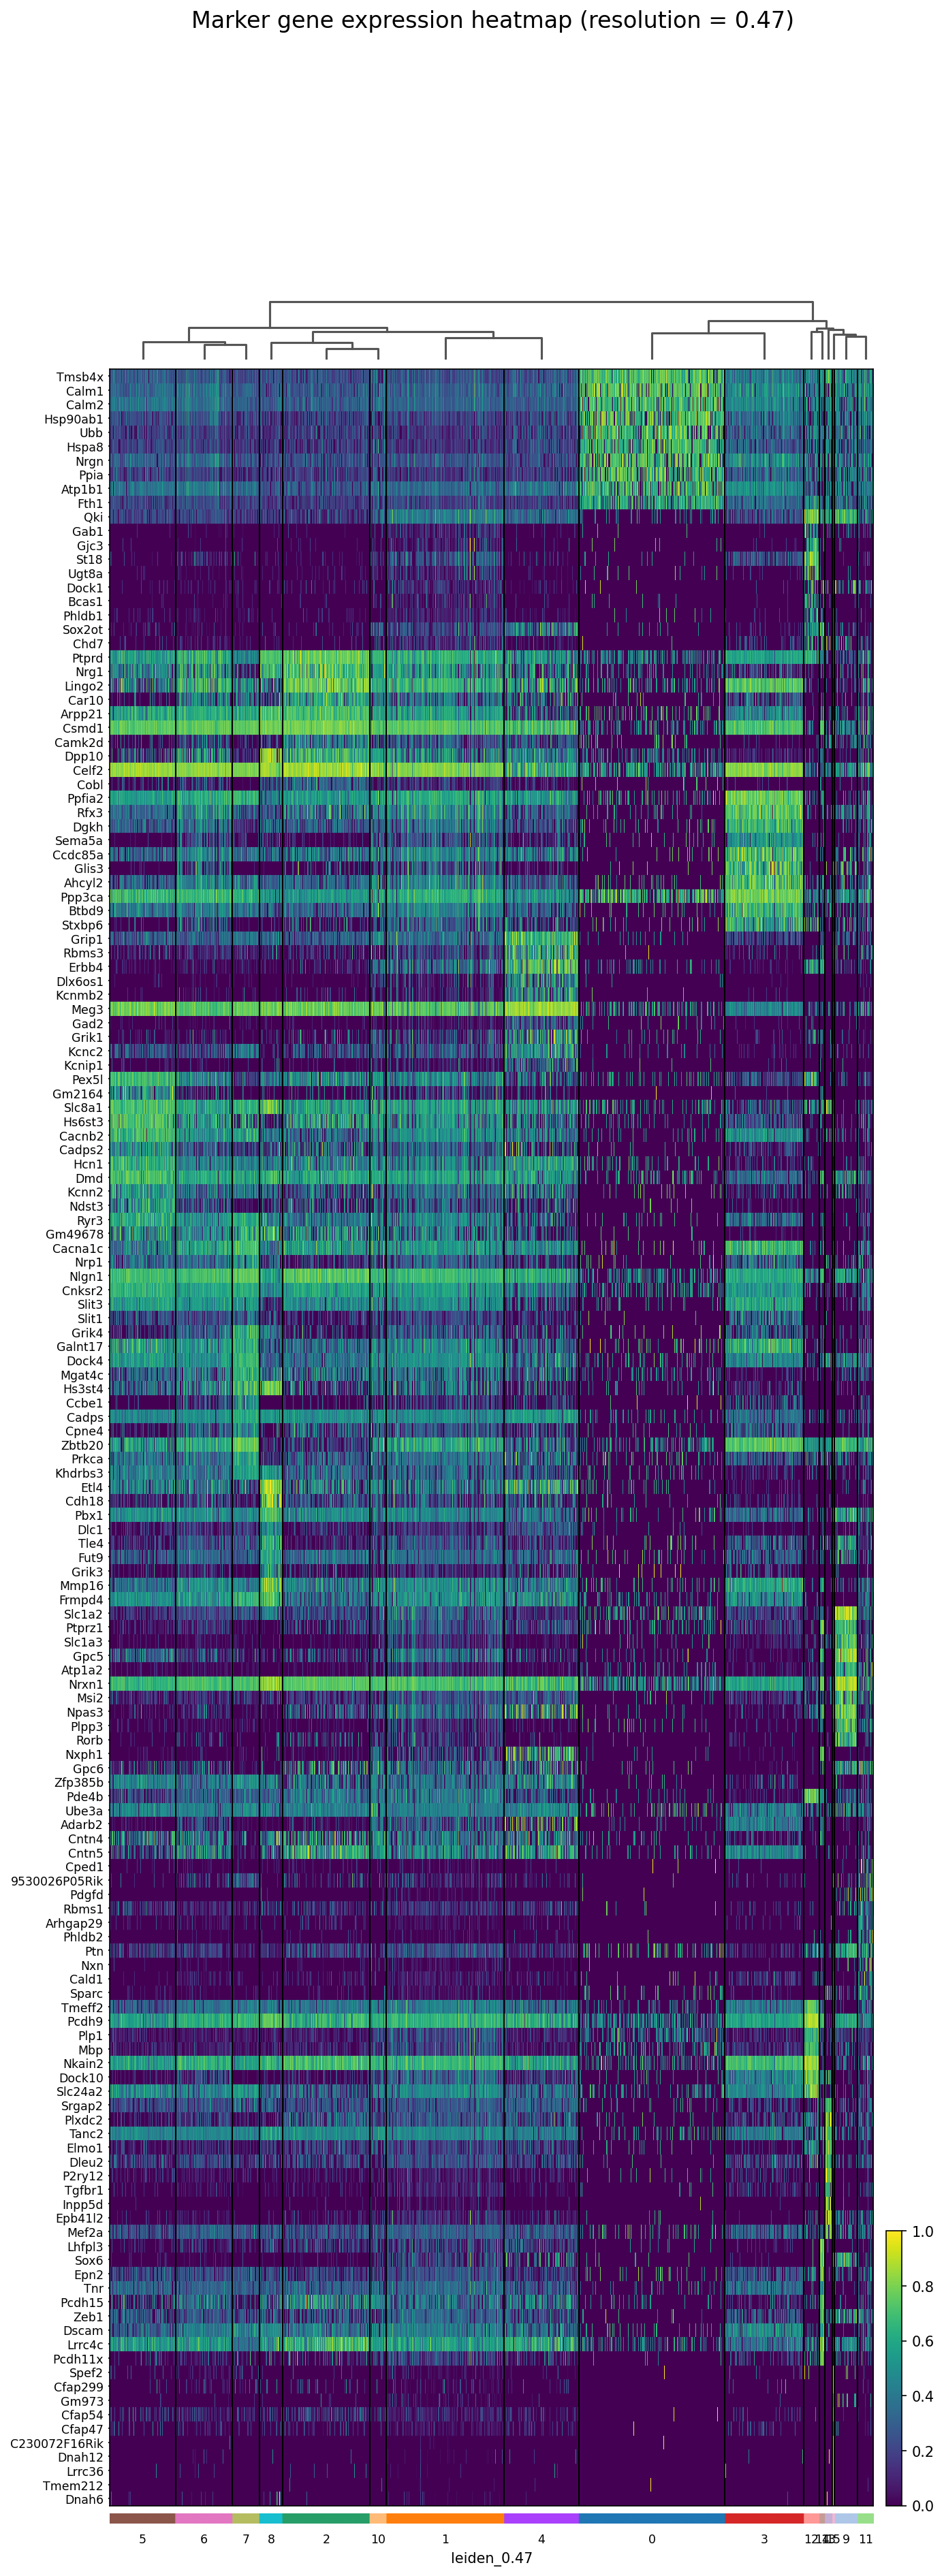 Marker gene expression heatmap (resolution = 0.47)
Tmsb4x
Calm1
Calm2
Hsp90ab1
Ubb
Hspa8
Nrgn
Ppia
Atp1b1
Fth1
Qki
Gab1
Gjc3
St18
Ugt8a
Dock1
Bcas1
Phldb1
Sox2ot
Chd7
Ptprd
Nrg1
Lingo2
Car10
Arpp21
Csmd1
Camk2d
Dpp10
Celf2
Cobl
Ppfia2
Rfx3
Dgkh
Sema5a
Ccdc85a
Glis3
Ahcyl2
Ppp3ca
Btbd9
Stxbp6
Grip1
Rbms3
Erbb4
Dlx6os1
Kcnmb2
Meg3
Gad2
Grik1
Kcnc2
Kcnip1
Pex5l
Gm2164
Slc8a1
Hs6st3
Cacnb2
Cadps2
Hcn1
Dmd
Kcnn2
Ndst3
Ryr3
Gm49678
Cacna1c
Nrp1
Nlgn1
Cnksr2
Slit3
Slit1
Grik4
Galnt17
Dock4
Mgat4c
Hs3st4
Ccbe1
Cadps
Cpne4
Zbtb20
Prkca
Khdrbs3
Etl4
Cdh18
Pbx1
Dlc1
Tle4
Fut9
Grik3
Mmp16
Frmpd4
Slc1a2
Ptprz1
Slc1a3
Gpc5
Atp1a2
Nrxn1
Msi2
Npas3
Plpp3
Rorb
Nxph1
Gpc6
Zfp385b
Pde4b
Ube3a
Adarb2
Cntn4
Cntn5
Cped1
9530026P05Rik
Pdgfd
Rbms1
Arhgap29
Phldb2
Ptn
Nxn
Cald1
Sparc
Tmeff2
Pcdh9
Plp1
Mbp
Nkain2
Dock10
Slc24a2
Srgap2
Plxdc2
Tanc2
Elmo1
Dleu2
P2ry12
Tgfbr1
Inpp5d
Epb41l2
Mef2a
Lhfpl3
Sox6
Epn2
Tnr
Pcdh15
Zeb1
Dscam
Lrrc4c
Pcdh11x
Spef2
Cfap299
Gm973
Cfap54
Cfap47
C230072F16Rik
Dnah12
Lrrc36
Tmem212
Dnah6
1.0
0.8
0.6
0.4
0.2
0.0
5 6 7 8 2 10 1 4 0 3 12 9 11
leiden_0.47